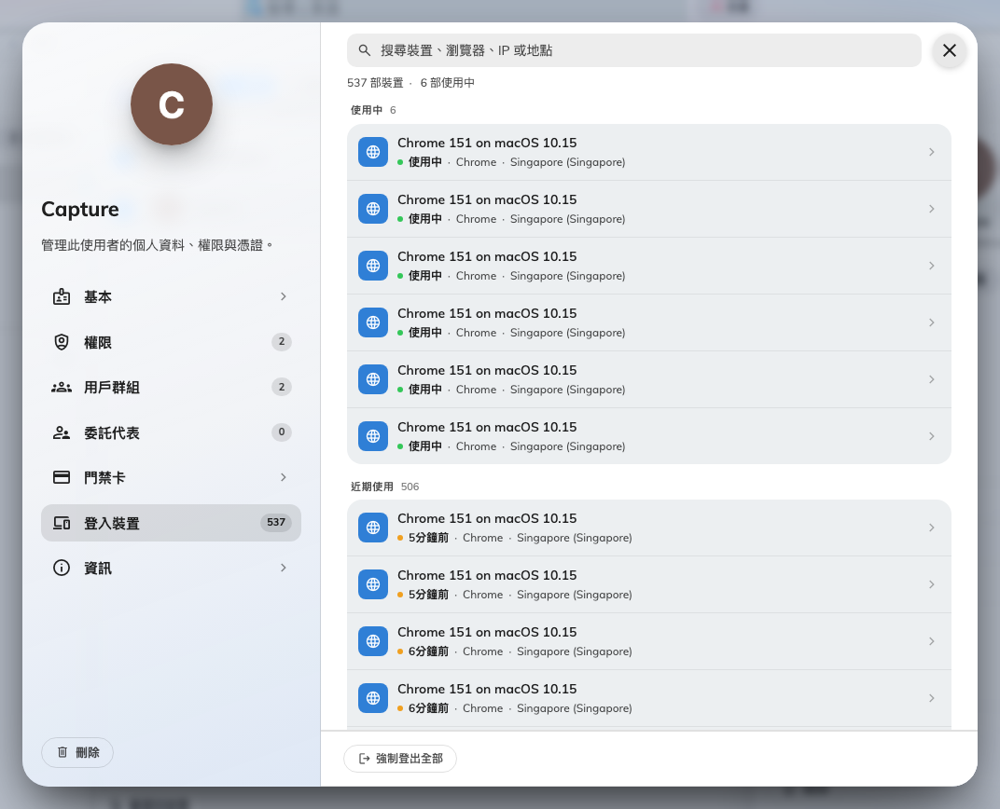 C
Capture
管理此使用者的個人資料、權限與憑證。
基本
權限 2
用戶群組 2
委託代表 0
門禁卡
登入裝置 537
資訊
刪除
搜尋裝置、瀏覽器、IP 或地點
537 部裝置 · 6 部使用中
使用中 6
Chrome 151 on macOS 10.15
使用中 · Chrome · Singapore (Singapore)
Chrome 151 on macOS 10.15
使用中 · Chrome · Singapore (Singapore)
Chrome 151 on macOS 10.15
使用中 · Chrome · Singapore (Singapore)
Chrome 151 on macOS 10.15
使用中 · Chrome · Singapore (Singapore)
Chrome 151 on macOS 10.15
使用中 · Chrome · Singapore (Singapore)
Chrome 151 on macOS 10.15
使用中 · Chrome · Singapore (Singapore)
近期使用 506
Chrome 151 on macOS 10.15
5分鐘前 · Chrome · Singapore (Singapore)
Chrome 151 on macOS 10.15
5分鐘前 · Chrome · Singapore (Singapore)
Chrome 151 on macOS 10.15
6分鐘前 · Chrome · Singapore (Singapore)
Chrome 151 on macOS 10.15
6分鐘前 · Chrome · Singapore (Singapore)
強制登出全部